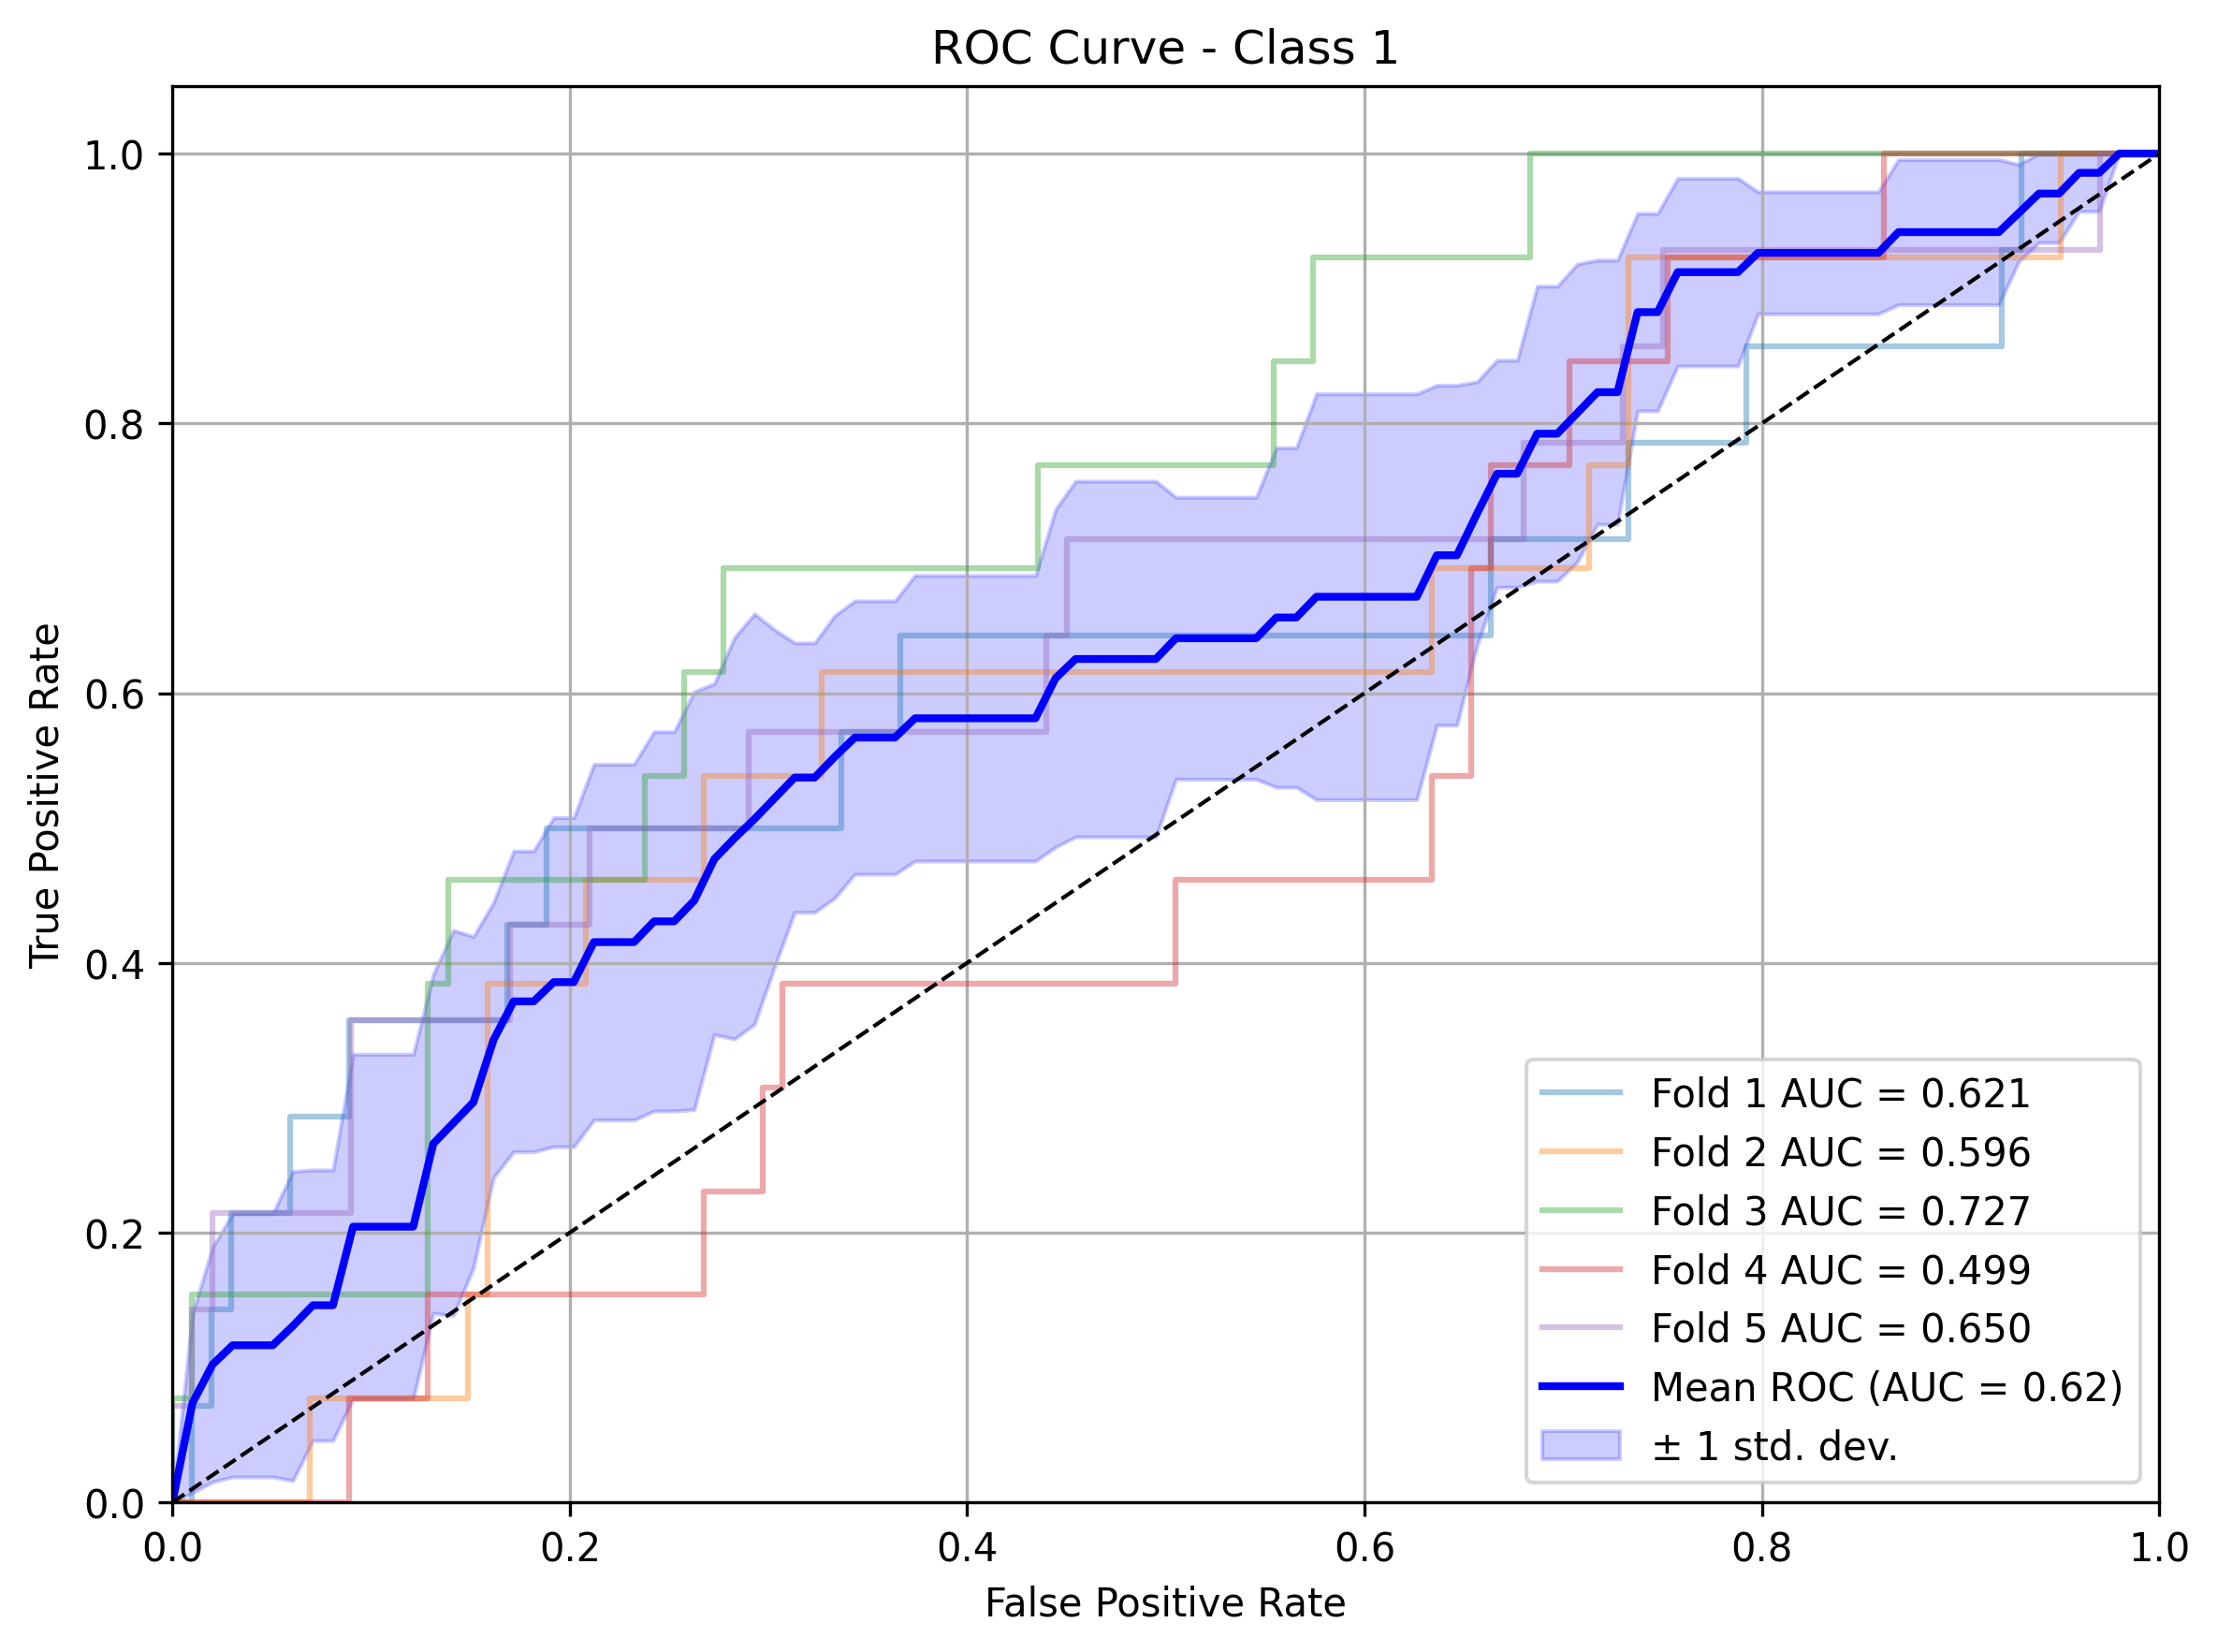 ROC Curve - Class 1
True Positive Rate
1.0
0.8
0.6
0.4
0.2
0.0
0.0 0.2 0.4 0.6 0.8 1.0
False Positive Rate
Fold 1 AUC = 0.621
Fold 2 AUC = 0.596
Fold 3 AUC = 0.727
Fold 4 AUC = 0.499
Fold 5 AUC = 0.650
Mean ROC (AUC = 0.62)
± 1 std. dev.